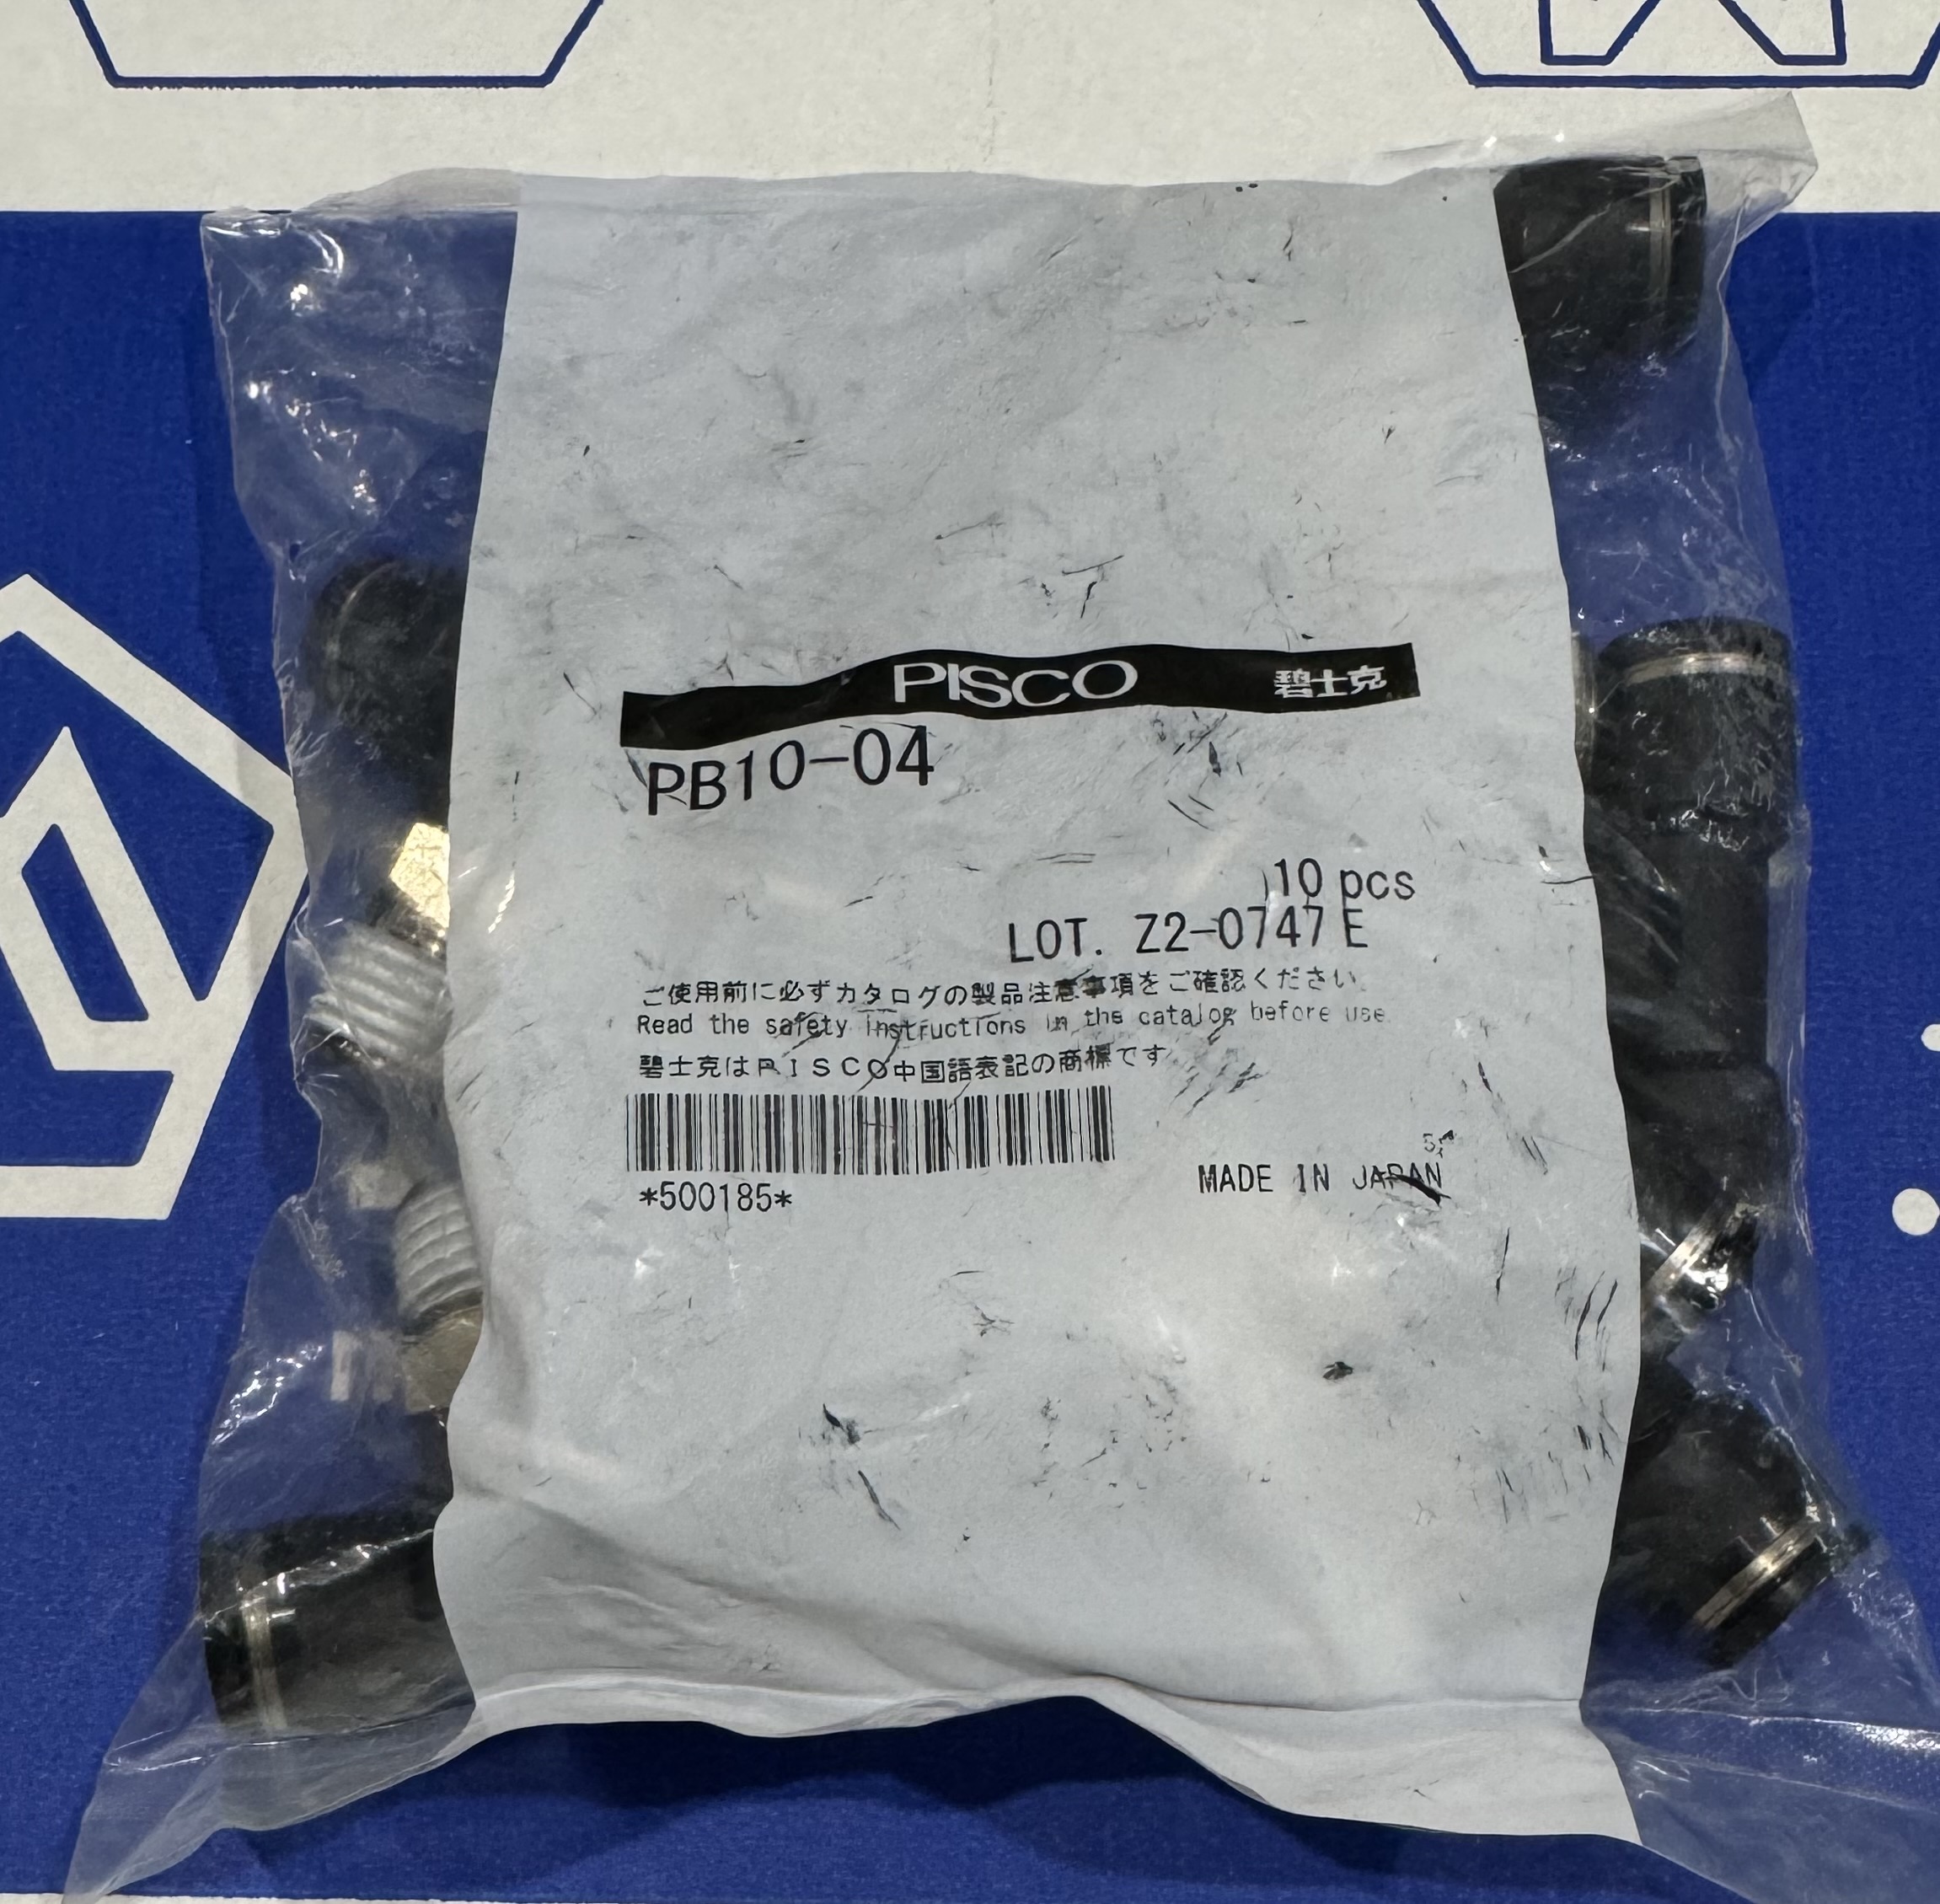 PISCO 碧士克
PB10-04
10 pcs
LOT. Z2-0747 E
ご使用前に必ずカタログの製品注意事項をご確認ください。
Read the safety instructions in the catalog before use.
碧士克はPISCO中国語表記の商標です
*500185*
MADE IN JAPAN